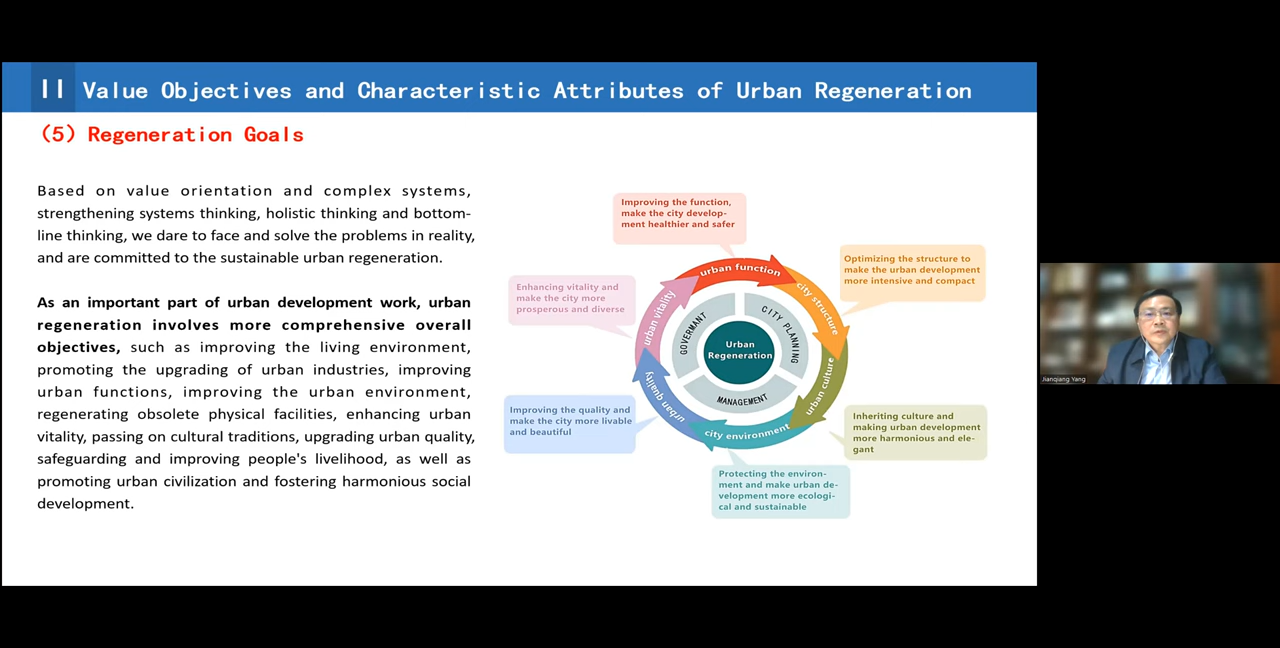 II Value Objectives and Characteristic Attributes of Urban Regeneration
（5）Regeneration Goals
Based on value orientation and complex systems,
strengthening systems thinking, holistic thinking and bottom-
line thinking, we dare to face and solve the problems in reality,
and are committed to the sustainable urban regeneration.
As an important part of urban development work, urban
regeneration involves more comprehensive overall
objectives, such as improving the living environment,
promoting the upgrading of urban industries, improving
urban functions, improving the urban environment,
regenerating obsolete physical facilities, enhancing urban
vitality, passing on cultural traditions, upgrading urban quality,
safeguarding and improving people's livelihood, as well as
promoting urban civilization and fostering harmonious social
development.
Improving the function,
make the city develop-
ment healthier and safer
Optimizing the structure to
make the urban development
more intensive and compact
Inheriting culture and
making urban development
more harmonious and ele-
gant
Protecting the environ-
ment and make urban de-
velopment more ecologi-
cal and sustainable
Improving the quality and
make the city more livable
and beautiful
Enhancing vitality and
make the city more
prosperous and diverse
urban function
city structure
urban culture
city environment
urban quality
urban vitality
GOVERMANT
CITY PLANNING
MANAGEMENT
Urban
Regeneration
Jianqiang Yang